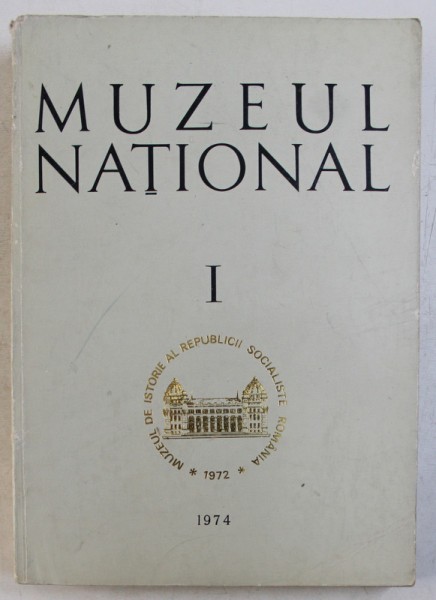 MUZEUL
NAȚIONAL
I
MUZEUL DE ISTORIE AL REPUBLICII SOCIALISTE ROMÂNIA
* 1972 *
1974